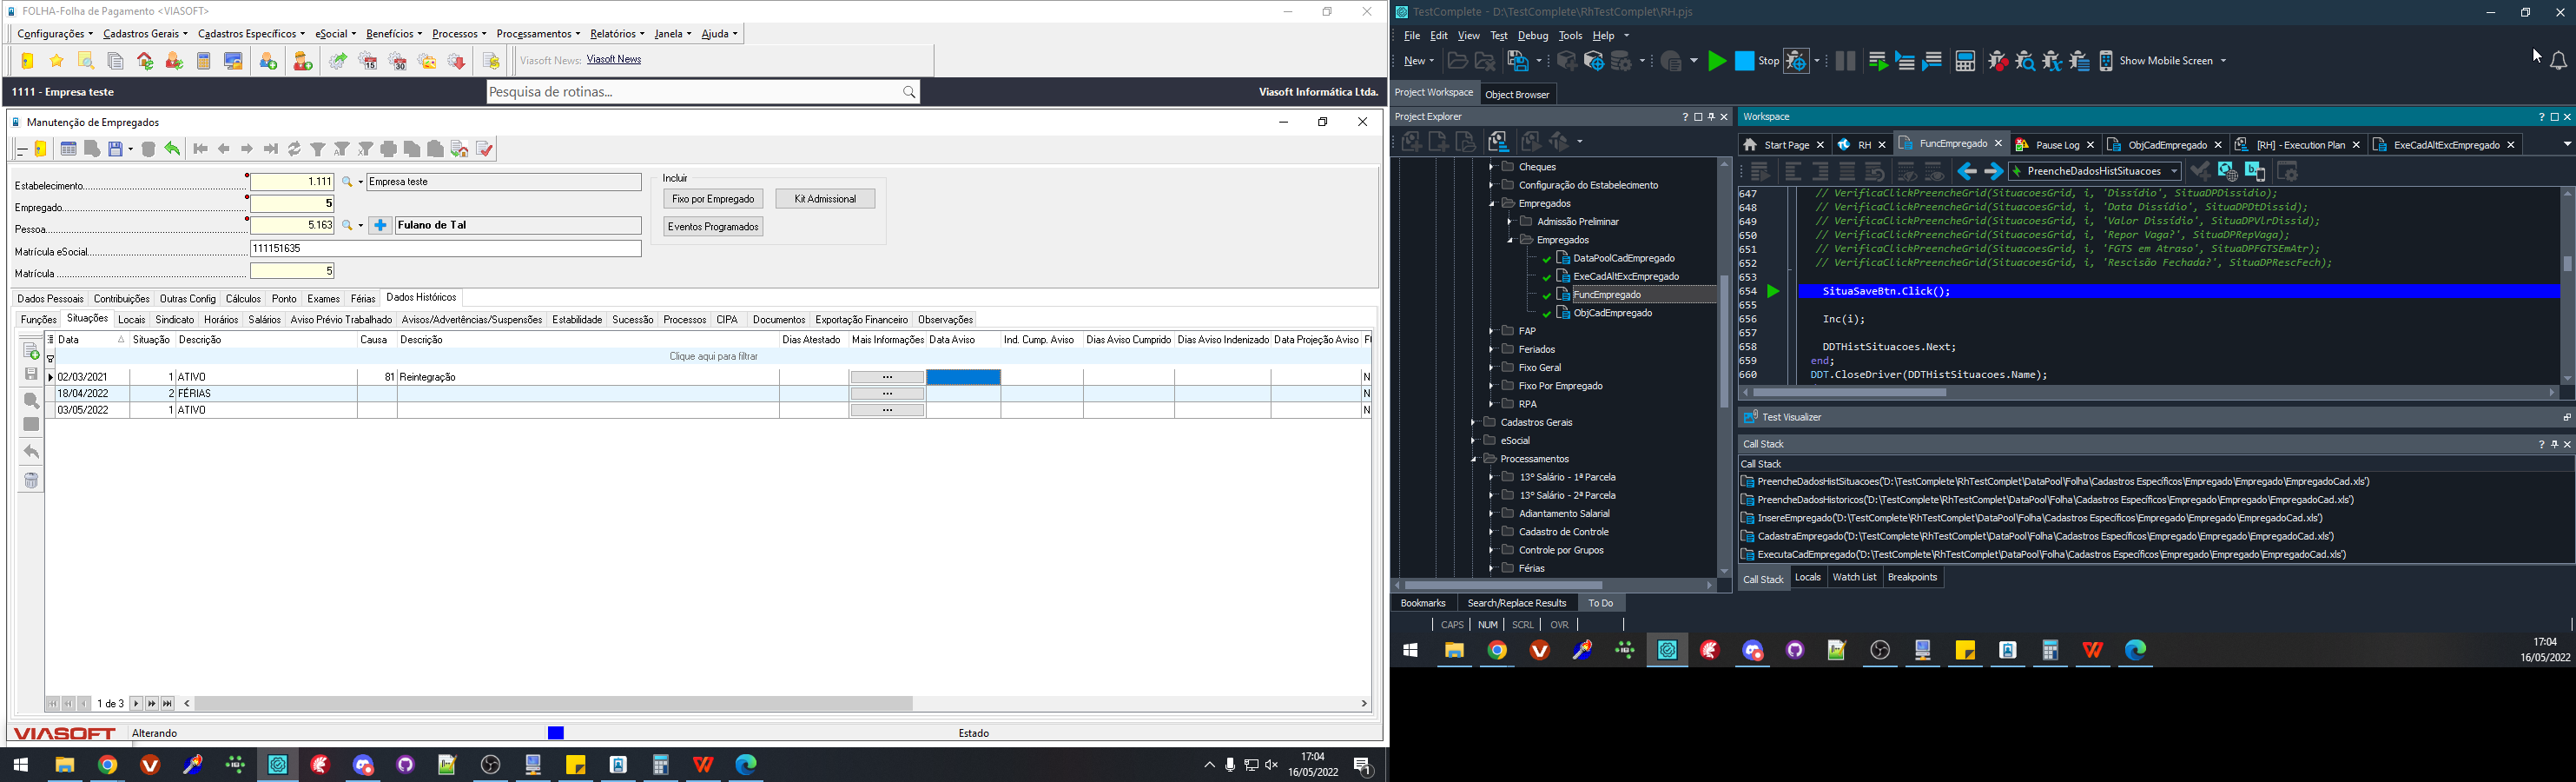 FOLHA-Folha de Pagamento <VIASOFT>
Configurações Cadastros Gerais Cadastros Específicos eSocial Benefícios Processos Processamentos Relatórios Janela Ajuda
Viasoft News: Viasoft News
1111 - Empresa teste
Pesquisa de rotinas...
Viasoft Informática Ltda.
Manutenção de Empregados
Estabelecimento 1.111 Empresa teste
Empregado 5
Pessoa 5.163 Fulano de Tal
Matrícula eSocial 111151635
Matrícula 5
Incluir
Fixo por Empregado Kit Admissional
Eventos Programados
Dados Pessoais Contribuições Outras Config Cálculos Ponto Exames Férias Dados Históricos
Funções Situações Locais Sindicato Horários Salários Aviso Prévio Trabalhado Avisos/Advertências/Suspensões Estabilidade Sucessão Processos CIPA Documentos Exportação Financeiro Observações
Data Situação Descrição Causa Descrição Dias Atestado Mais Informações Data Aviso Ind. Cump. Aviso Dias Aviso Cumprido Dias Aviso Indenizado Data Projeção Aviso
Clique aqui para filtrar
02/03/2021 1 ATIVO 81 Reintegração ... N
18/04/2022 2 FÉRIAS ... N
03/05/2022 1 ATIVO ... N
1 de 3
VIASOFT Alterando Estado
17:04
16/05/2022
1
TestComplete - D:\TestComplete\RhTestComplet\RH.pjs
File Edit View Test Debug Tools Help
New Stop Show Mobile Screen
Project Workspace Object Browser
Project Explorer
Cheques
Configuração do Estabelecimento
Empregados
Admissão Preliminar
Empregados
DataPoolCadEmpregado
ExeCadAltExcEmpregado
FuncEmpregado
ObjCadEmpregado
FAP
Feriados
Fixo Geral
Fixo Por Empregado
RPA
Cadastros Gerais
eSocial
Processamentos
13º Salário - 1ª Parcela
13º Salário - 2ª Parcela
Adiantamento Salarial
Cadastro de Controle
Controle por Grupos
Férias
Bookmarks Search/Replace Results To Do
CAPS NUM SCRL OVR
Workspace
Start Page RH FuncEmpregado Pause Log ObjCadEmpregado [RH] - Execution Plan ExeCadAltExcEmpregado
PreencheDadosHistSituacoes
647 // VerificaClickPreencheGrid(SituacoesGrid, i, 'Dissídio', SituaDPDissidio);
648 // VerificaClickPreencheGrid(SituacoesGrid, i, 'Data Dissídio', SituaDPDtDissid);
649 // VerificaClickPreencheGrid(SituacoesGrid, i, 'Valor Dissídio', SituaDPVlrDissid);
650 // VerificaClickPreencheGrid(SituacoesGrid, i, 'Repor Vaga?', SituaDPRepVaga);
651 // VerificaClickPreencheGrid(SituacoesGrid, i, 'FGTS em Atraso', SituaDPFGTSEmAtr);
652 // VerificaClickPreencheGrid(SituacoesGrid, i, 'Rescisão Fechada?', SituaDPRescFech);
653
654 SituaSaveBtn.Click();
655
656 Inc(i);
657
658 DDTHistSituacoes.Next;
659 end;
660 DDT.CloseDriver(DDTHistSituacoes.Name);
Test Visualizer
Call Stack
Call Stack
PreencheDadosHistSituacoes('D:\TestComplete\RhTestComplet\DataPool\Folha\Cadastros Específicos\Empregado\Empregado\EmpregadoCad.xls')
PreencheDadosHistoricos('D:\TestComplete\RhTestComplet\DataPool\Folha\Cadastros Específicos\Empregado\Empregado\EmpregadoCad.xls')
InsereEmpregado('D:\TestComplete\RhTestComplet\DataPool\Folha\Cadastros Específicos\Empregado\Empregado\EmpregadoCad.xls')
CadastraEmpregado('D:\TestComplete\RhTestComplet\DataPool\Folha\Cadastros Específicos\Empregado\Empregado\EmpregadoCad.xls')
ExecutaCadEmpregado('D:\TestComplete\RhTestComplet\DataPool\Folha\Cadastros Específicos\Empregado\Empregado\EmpregadoCad.xls')
Call Stack Locals Watch List Breakpoints
17:04
16/05/2022